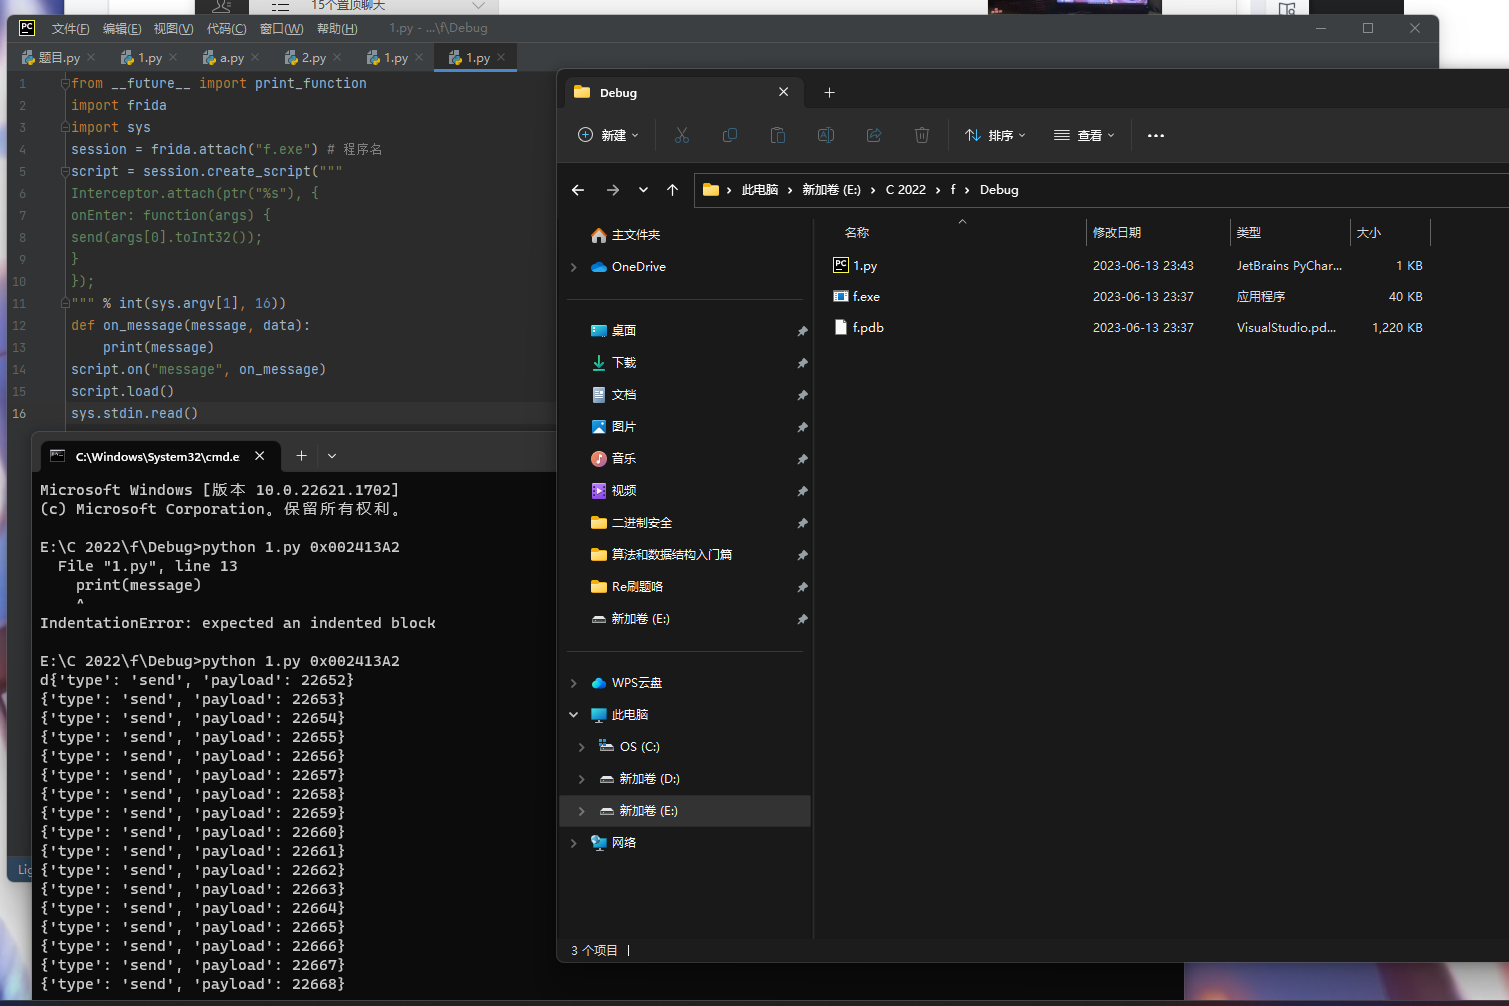 15个置顶聊天
PC 文件(F) 编辑(E) 视图(V) 代码(C) 窗口(W) 帮助(H) 1.py - ...\f\Debug
题目.py 1.py a.py 2.py 1.py 1.py
1 from __future__ import print_function
2 import frida
3 import sys
4 session = frida.attach("f.exe") # 程序名
5 script = session.create_script("""
6 Interceptor.attach(ptr("%s"), {
7 onEnter: function(args) {
8 send(args[0].toInt32());
9 }
10 });
11 """ % int(sys.argv[1], 16))
12 def on_message(message, data):
13 print(message)
14 script.on("message", on_message)
15 script.load()
16 sys.stdin.read()
Lig
C:\Windows\System32\cmd.e
Microsoft Windows [版本 10.0.22621.1702]
(c) Microsoft Corporation。保留所有权利。
E:\C 2022\f\Debug>python 1.py 0x002413A2
File "1.py", line 13
print(message)
^
IndentationError: expected an indented block
E:\C 2022\f\Debug>python 1.py 0x002413A2
d{'type': 'send', 'payload': 22652}
{'type': 'send', 'payload': 22653}
{'type': 'send', 'payload': 22654}
{'type': 'send', 'payload': 22655}
{'type': 'send', 'payload': 22656}
{'type': 'send', 'payload': 22657}
{'type': 'send', 'payload': 22658}
{'type': 'send', 'payload': 22659}
{'type': 'send', 'payload': 22660}
{'type': 'send', 'payload': 22661}
{'type': 'send', 'payload': 22662}
{'type': 'send', 'payload': 22663}
{'type': 'send', 'payload': 22664}
{'type': 'send', 'payload': 22665}
{'type': 'send', 'payload': 22666}
{'type': 'send', 'payload': 22667}
{'type': 'send', 'payload': 22668}
Debug
新建 排序 查看 ...
此电脑 › 新加卷 (E:) › C 2022 › f › Debug
主文件夹
OneDrive
桌面
下载
文档
图片
音乐
视频
二进制安全
算法和数据结构入门篇
Re刷题咯
新加卷 (E:)
WPS云盘
此电脑
OS (C:)
新加卷 (D:)
新加卷 (E:)
网络
名称 修改日期 类型 大小
PC 1.py 2023-06-13 23:43 JetBrains PyChar... 1 KB
f.exe 2023-06-13 23:37 应用程序 40 KB
f.pdb 2023-06-13 23:37 VisualStudio.pd... 1,220 KB
3 个项目